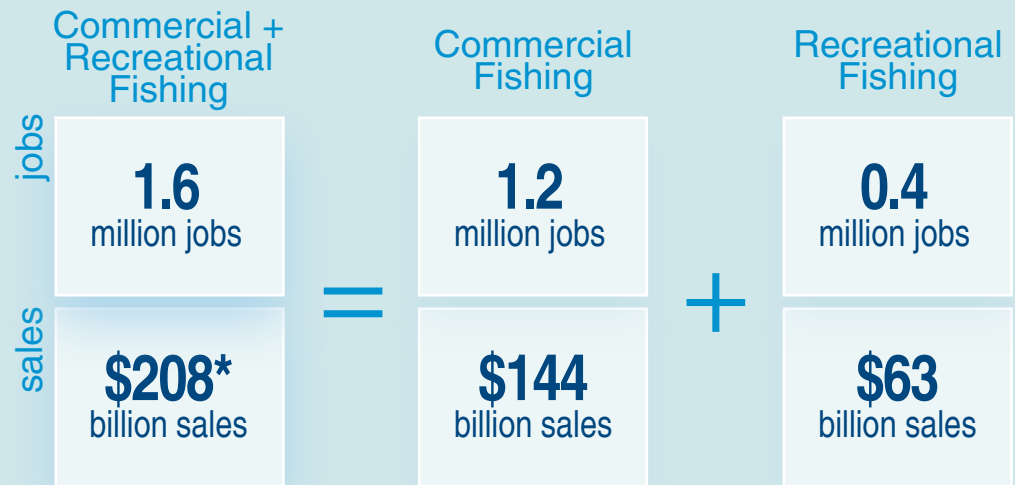 Commercial +
Recreational
Fishing
Commercial
Fishing
Recreational
Fishing
jobs
1.6
million jobs
1.2
million jobs
0.4
million jobs
=
+
sales
$208*
billion sales
$144
billion sales
$63
billion sales